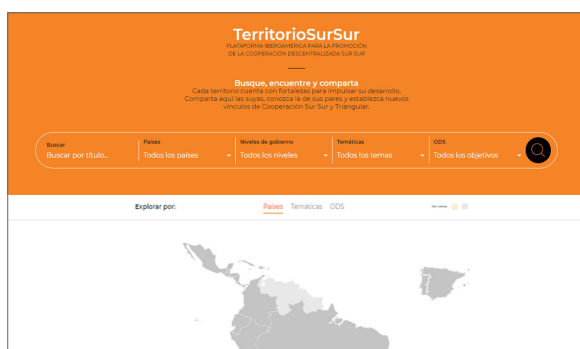 TerritorioSurSur
PLATAFORMA IBEROAMERICA PARA LA PROMOCIÓN
DE LA COOPERACIÓN DESCENTRALIZADA SUR SUR
Busque, encuentre y comparta
Cada territorio cuenta con fortalezas para impulsar su desarrollo.
Comparta aquí las suyas, conozca la de sus pares y establezca nuevos
vínculos de Cooperación Sur Sur y Triangular.
Buscar
Buscar por título...
Países
Todos los países
Niveles de gobierno
Todos los niveles
Temáticas
Todos los temas
ODS
Todos los objetivos
Explorar por:
Países Temáticas ODS